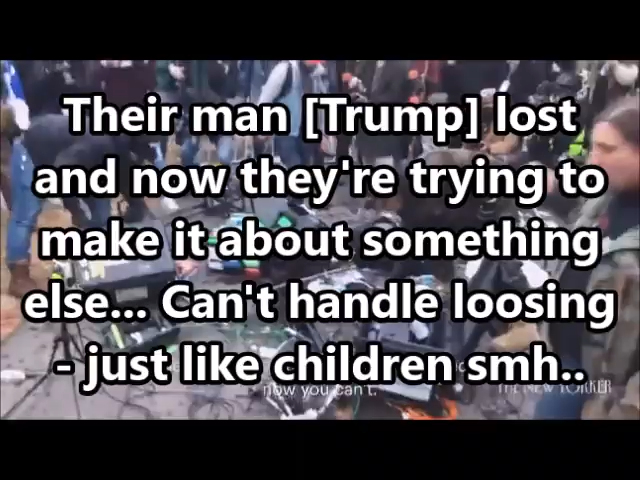 Their man [Trump] lost
and now they're trying to
make it about something
else... Can't handle loosing
- just like children smh..
now you can't.
THE NEW YORKER